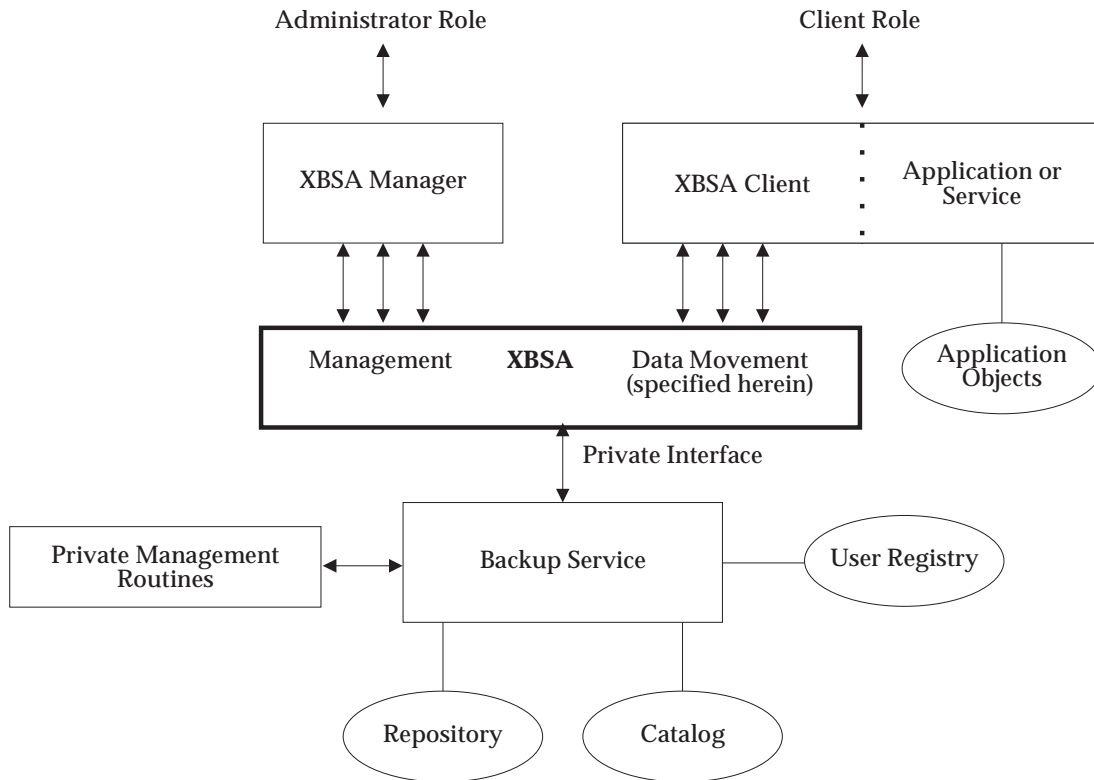 Administrator Role
Client Role
XBSA Manager
XBSA Client
Application or
Service
Management
XBSA
Data Movement
(specified herein)
Application
Objects
Private Interface
Private Management
Routines
Backup Service
User Registry
Repository
Catalog